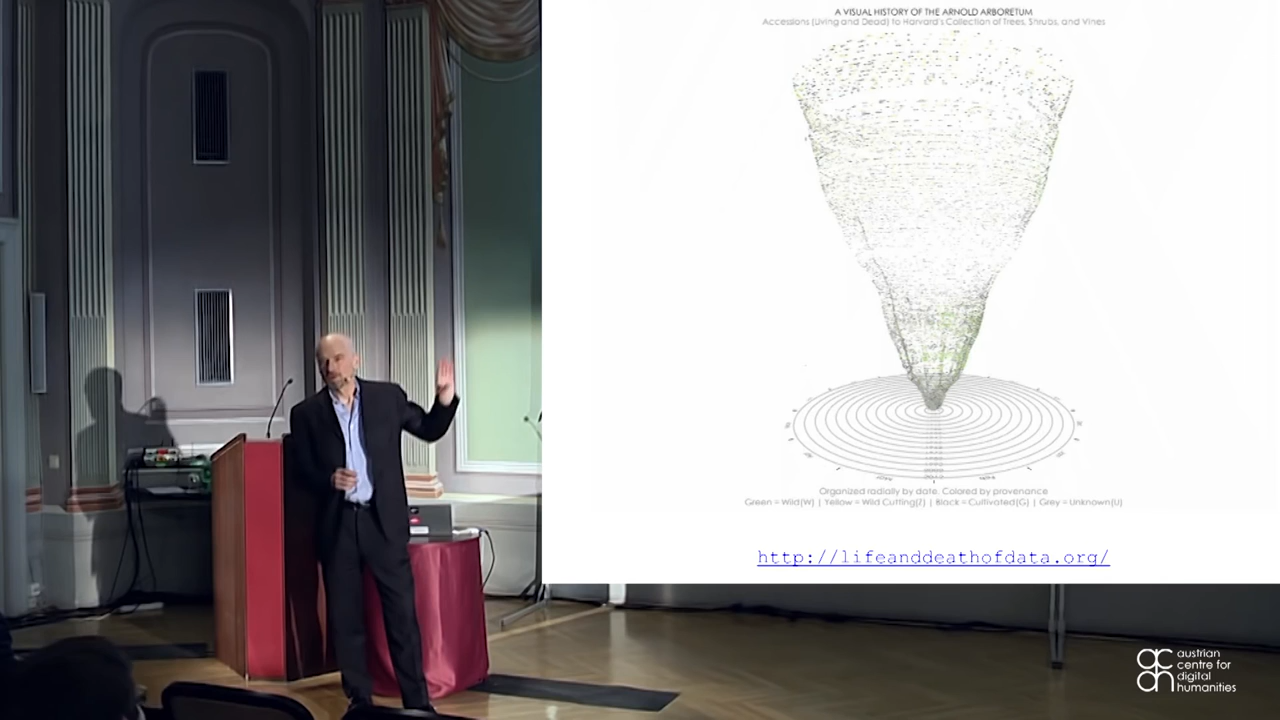 A VISUAL HISTORY OF THE ARNOLD ARBORETUM
Accessions (Living and Dead) to Harvard's Collection of Trees, Shrubs, and Vines
Organized radially by date. Colored by provenance
Green = Wild(W) | Yellow = Wild Cutting(Z) | Black = Cultivated(G) | Grey = Unknown(U)
http://lifeanddeathofdata.org/
austrian
centre for
digital
humanities